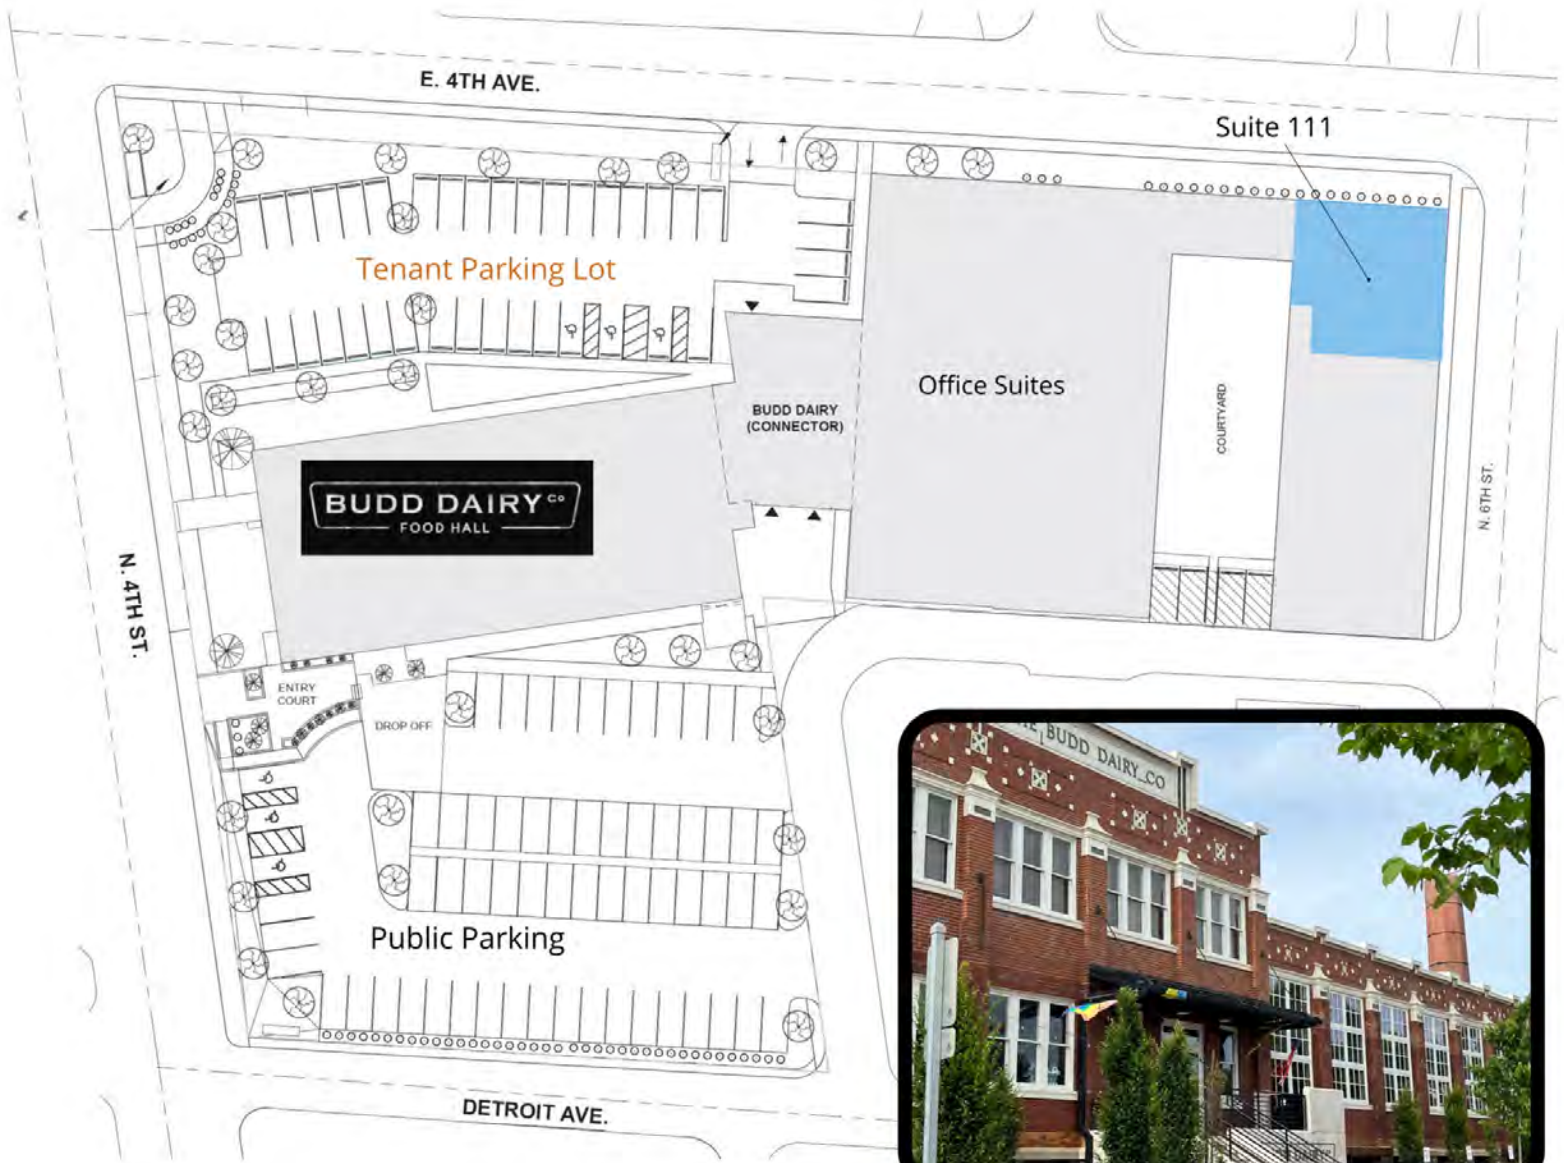 E. 4TH AVE.
Suite 111
Tenant Parking Lot
Office Suites
BUDD DAIRY
(CONNECTOR)
COURTYARD
BUDD DAIRY CO
FOOD HALL
N. 6TH ST.
N. 4TH ST.
ENTRY
COURT
DROP OFF
BUDD DAIRY CO
Public Parking
DETROIT AVE.